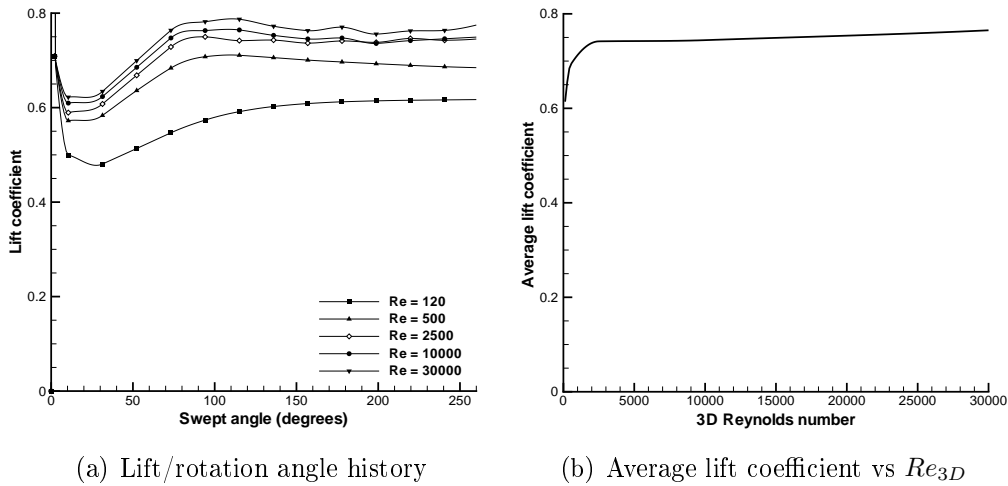 0.8
0.6
0.4
0.2
0
0 50 100 150 200 250
Lift coefficient
Swept angle (degrees)
Re = 120
Re = 500
Re = 2500
Re = 10000
Re = 30000
(a) Lift/rotation angle history
0.8
0.6
0.4
0.2
0
0 5000 10000 15000 20000 25000 30000
Average lift coefficient
3D Reynolds number
(b) Average lift coefficient vs Re3D